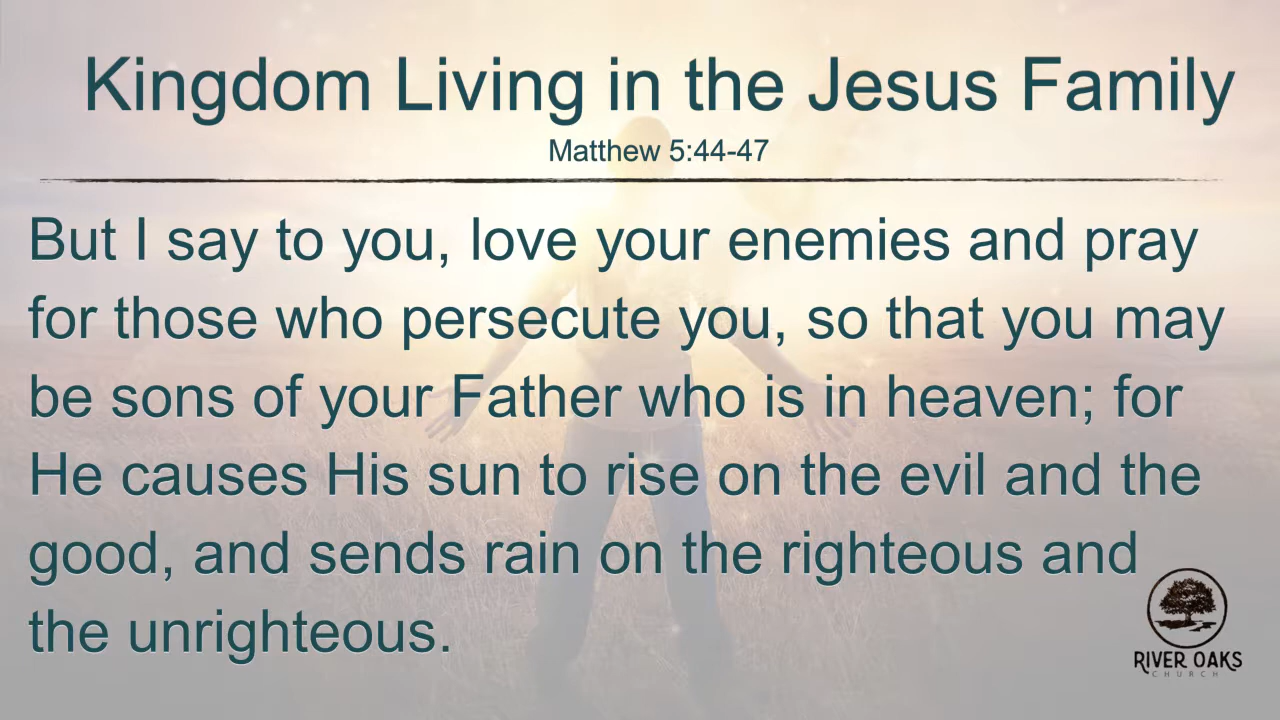 Kingdom Living in the Jesus Family
Matthew 5:44-47
But I say to you, love your enemies and pray
for those who persecute you, so that you may
be sons of your Father who is in heaven; for
He causes His sun to rise on the evil and the
good, and sends rain on the righteous and
the unrighteous.
RIVER OAKS
CHURCH